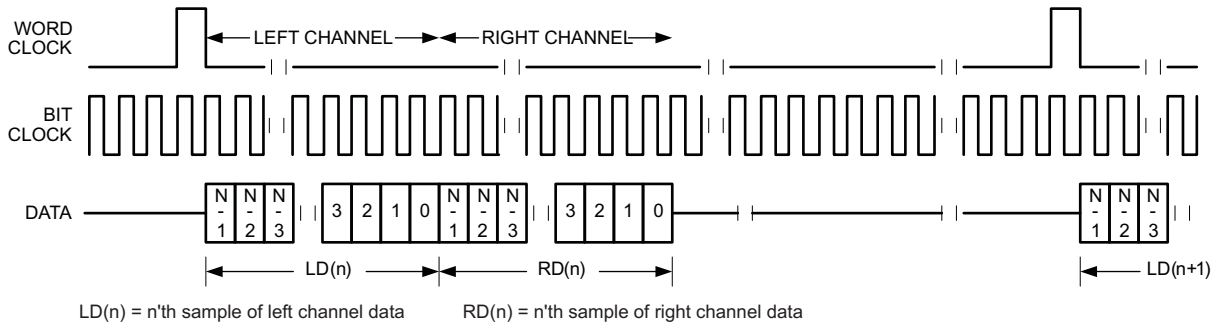 WORD
CLOCK
LEFT CHANNEL
RIGHT CHANNEL
BIT
CLOCK
DATA
N-1 N-2 N-3 3 2 1 0 N-1 N-2 N-3 3 2 1 0 N-1 N-2 N-3
LD(n) RD(n) LD(n+1)
LD(n) = n'th sample of left channel data RD(n) = n'th sample of right channel data